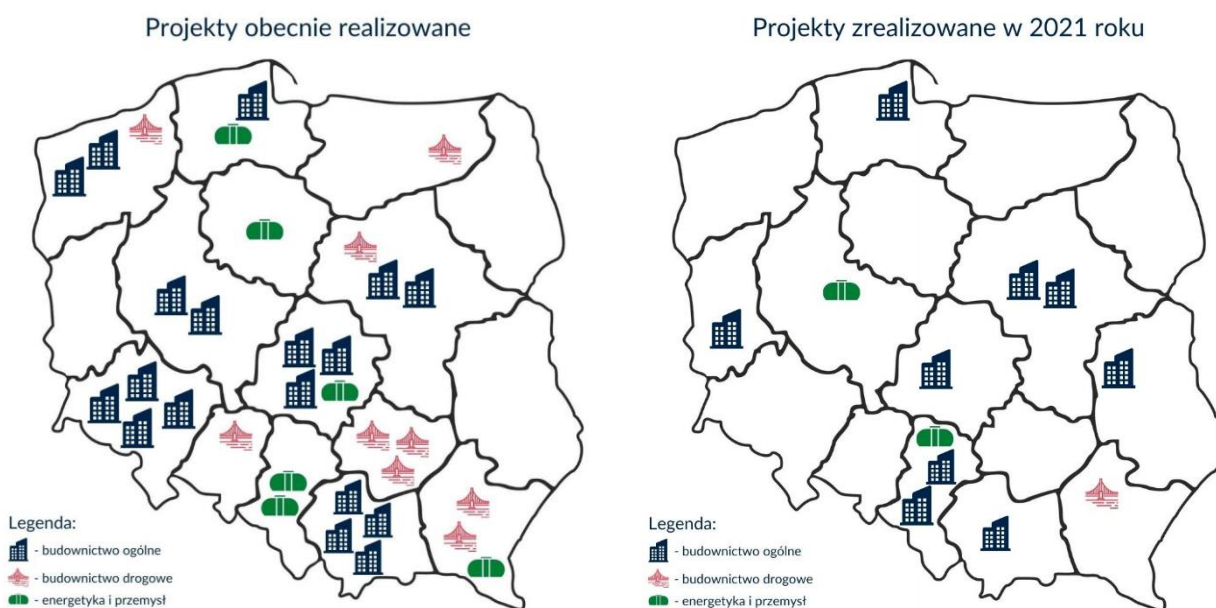 Projekty obecnie realizowane
Legenda:
- budownictwo ogólne
- budownictwo drogowe
- energetyka i przemysł
Projekty zrealizowane w 2021 roku
Legenda:
- budownictwo ogólne
- budownictwo drogowe
- energetyka i przemysł